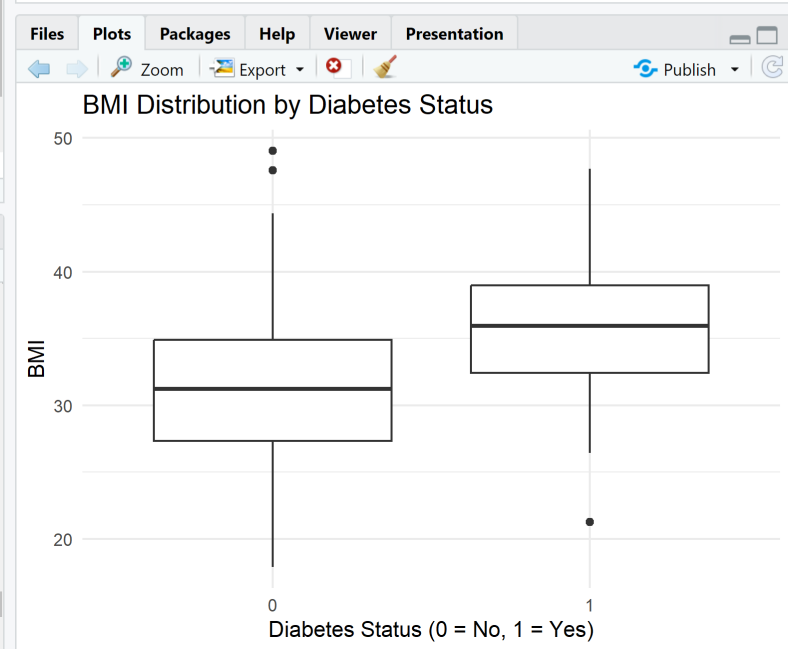 Files Plots Packages Help Viewer Presentation
Zoom Export Publish
BMI Distribution by Diabetes Status
50
40
30
20
BMI
0 1
Diabetes Status (0 = No, 1 = Yes)